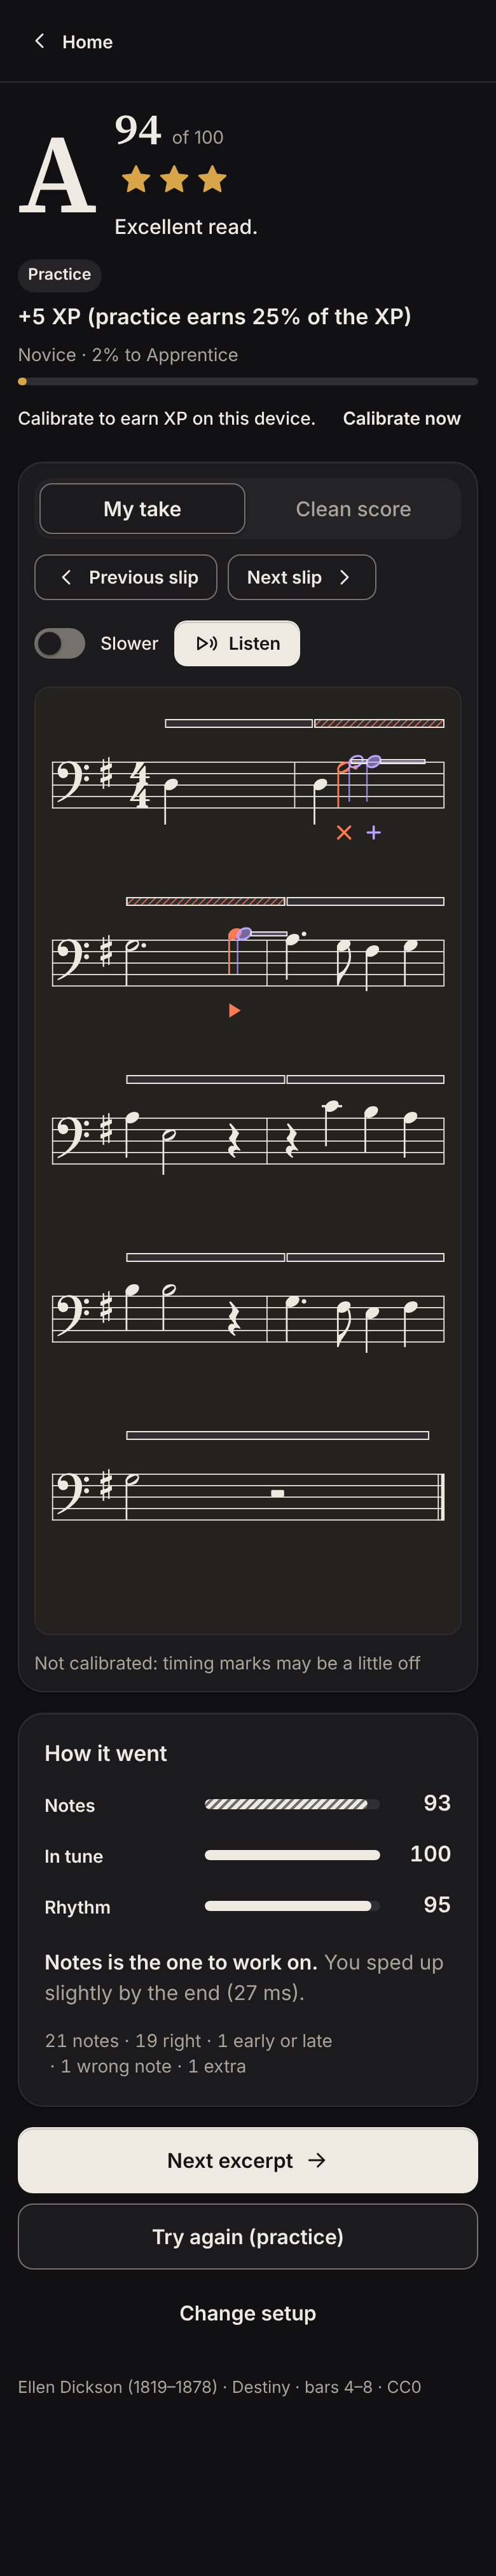 Home
A
94 of 100
Excellent read.
Practice
+5 XP (practice earns 25% of the XP)
Novice · 2% to Apprentice
Calibrate to earn XP on this device. Calibrate now
My take Clean score
Previous slip Next slip
Slower Listen
4
4
Not calibrated: timing marks may be a little off
How it went
Notes 93
In tune 100
Rhythm 95
Notes is the one to work on. You sped up
slightly by the end (27 ms).
21 notes · 19 right · 1 early or late
· 1 wrong note · 1 extra
Next excerpt →
Try again (practice)
Change setup
Ellen Dickson (1819–1878) · Destiny · bars 4–8 · CC0